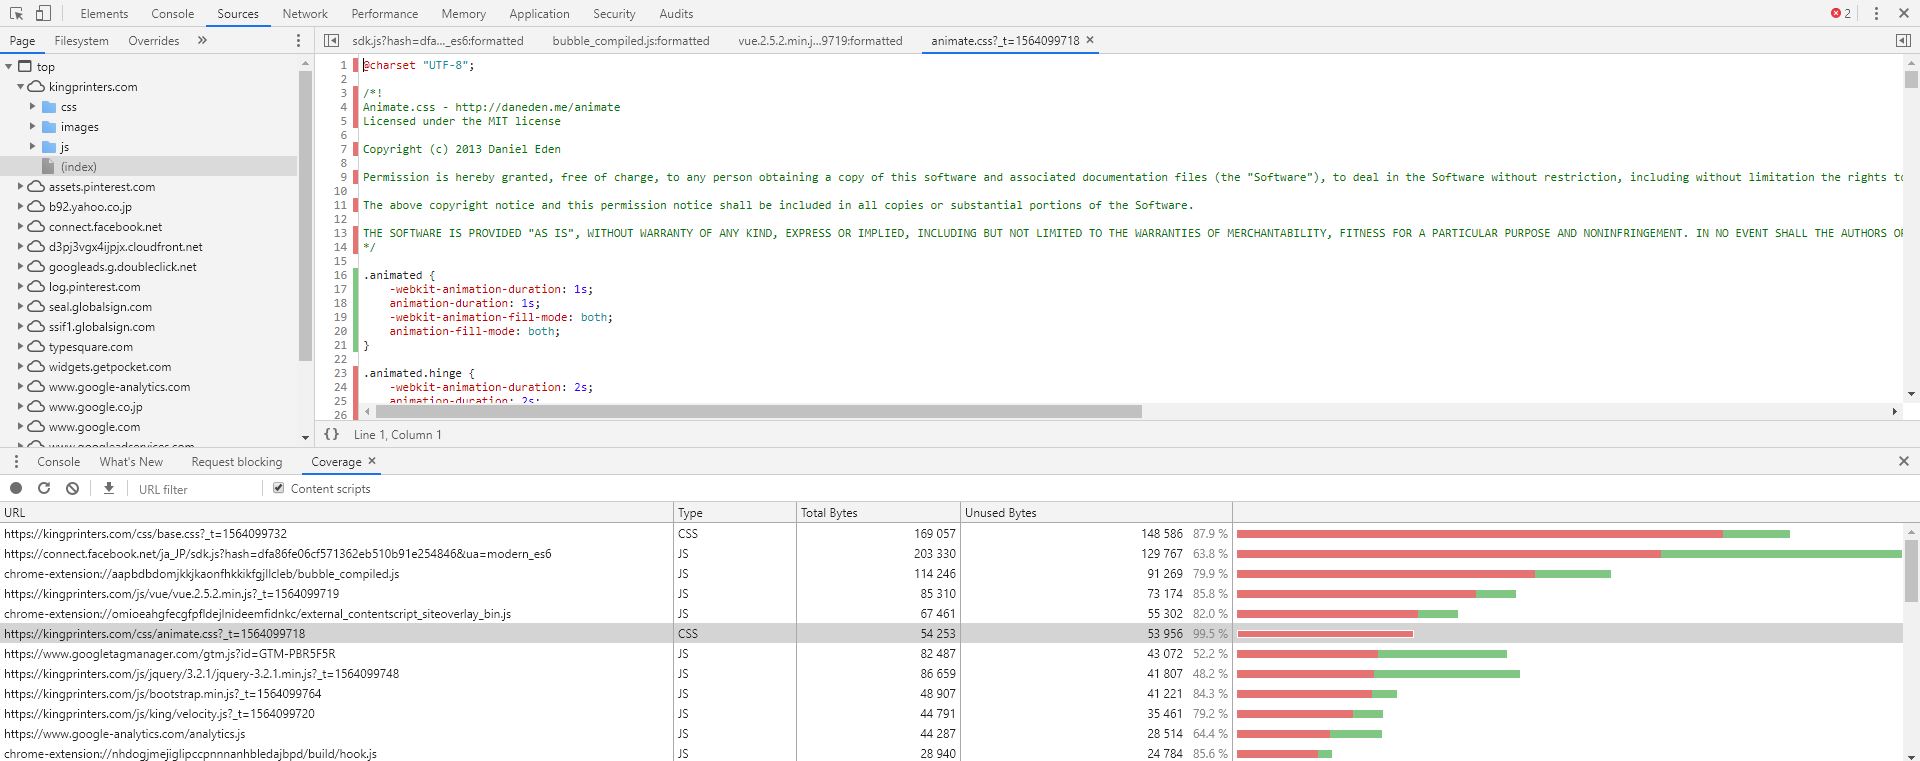 Elements Console Sources Network Performance Memory Application Security Audits 2
Page Filesystem Overrides »
sdk.js?hash=dfa..._es6:formatted bubble_compiled.js:formatted vue.2.5.2.min.j...9719:formatted animate.css?_t=1564099718 ×
top
kingprinters.com
css
images
js
(index)
assets.pinterest.com
b92.yahoo.co.jp
connect.facebook.net
d3pj3vgx4ijpjx.cloudfront.net
googleads.g.doubleclick.net
log.pinterest.com
seal.globalsign.com
ssif1.globalsign.com
typesquare.com
widgets.getpocket.com
www.google-analytics.com
www.google.co.jp
www.google.com
www.googleadservices.com
1 @charset "UTF-8";
2
3 /*!
4 Animate.css - http://daneden.me/animate
5 Licensed under the MIT license
6
7 Copyright (c) 2013 Daniel Eden
8
9 Permission is hereby granted, free of charge, to any person obtaining a copy of this software and associated documentation files (the "Software"), to deal in the Software without restriction, including without limitation the rights to
10
11 The above copyright notice and this permission notice shall be included in all copies or substantial portions of the Software.
12
13 THE SOFTWARE IS PROVIDED "AS IS", WITHOUT WARRANTY OF ANY KIND, EXPRESS OR IMPLIED, INCLUDING BUT NOT LIMITED TO THE WARRANTIES OF MERCHANTABILITY, FITNESS FOR A PARTICULAR PURPOSE AND NONINFRINGEMENT. IN NO EVENT SHALL THE AUTHORS OR
14 */
15
16 .animated {
17 -webkit-animation-duration: 1s;
18 animation-duration: 1s;
19 -webkit-animation-fill-mode: both;
20 animation-fill-mode: both;
21 }
22
23 .animated.hinge {
24 -webkit-animation-duration: 2s;
25 animation-duration: 2s;
26
{} Line 1, Column 1
Console What's New Request blocking Coverage ×
URL filter Content scripts
URL Type Total Bytes Unused Bytes
https://kingprinters.com/css/base.css?_t=1564099732 CSS 169 057 148 586 87.9 %
https://connect.facebook.net/ja_JP/sdk.js?hash=dfa86fe06cf571362eb510b91e254846&ua=modern_es6 JS 203 330 129 767 63.8 %
chrome-extension://aapbdbdomjkkjkaonfhkkikfgjllcleb/bubble_compiled.js JS 114 246 91 269 79.9 %
https://kingprinters.com/js/vue/vue.2.5.2.min.js?_t=1564099719 JS 85 310 73 174 85.8 %
chrome-extension://omioeahgfecgfpfldejlnideemfidnkc/external_contentscript_siteoverlay_bin.js JS 67 461 55 302 82.0 %
https://kingprinters.com/css/animate.css?_t=1564099718 CSS 54 253 53 956 99.5 %
https://www.googletagmanager.com/gtm.js?id=GTM-PBR5F5R JS 82 487 43 072 52.2 %
https://kingprinters.com/js/jquery/3.2.1/jquery-3.2.1.min.js?_t=1564099748 JS 86 659 41 807 48.2 %
https://kingprinters.com/js/bootstrap.min.js?_t=1564099764 JS 48 907 41 221 84.3 %
https://kingprinters.com/js/king/velocity.js?_t=1564099720 JS 44 791 35 461 79.2 %
https://www.google-analytics.com/analytics.js JS 44 287 28 514 64.4 %
chrome-extension://nhdogjmejiglipccpnnnanhbledajbpd/build/hook.js JS 28 940 24 784 85.6 %